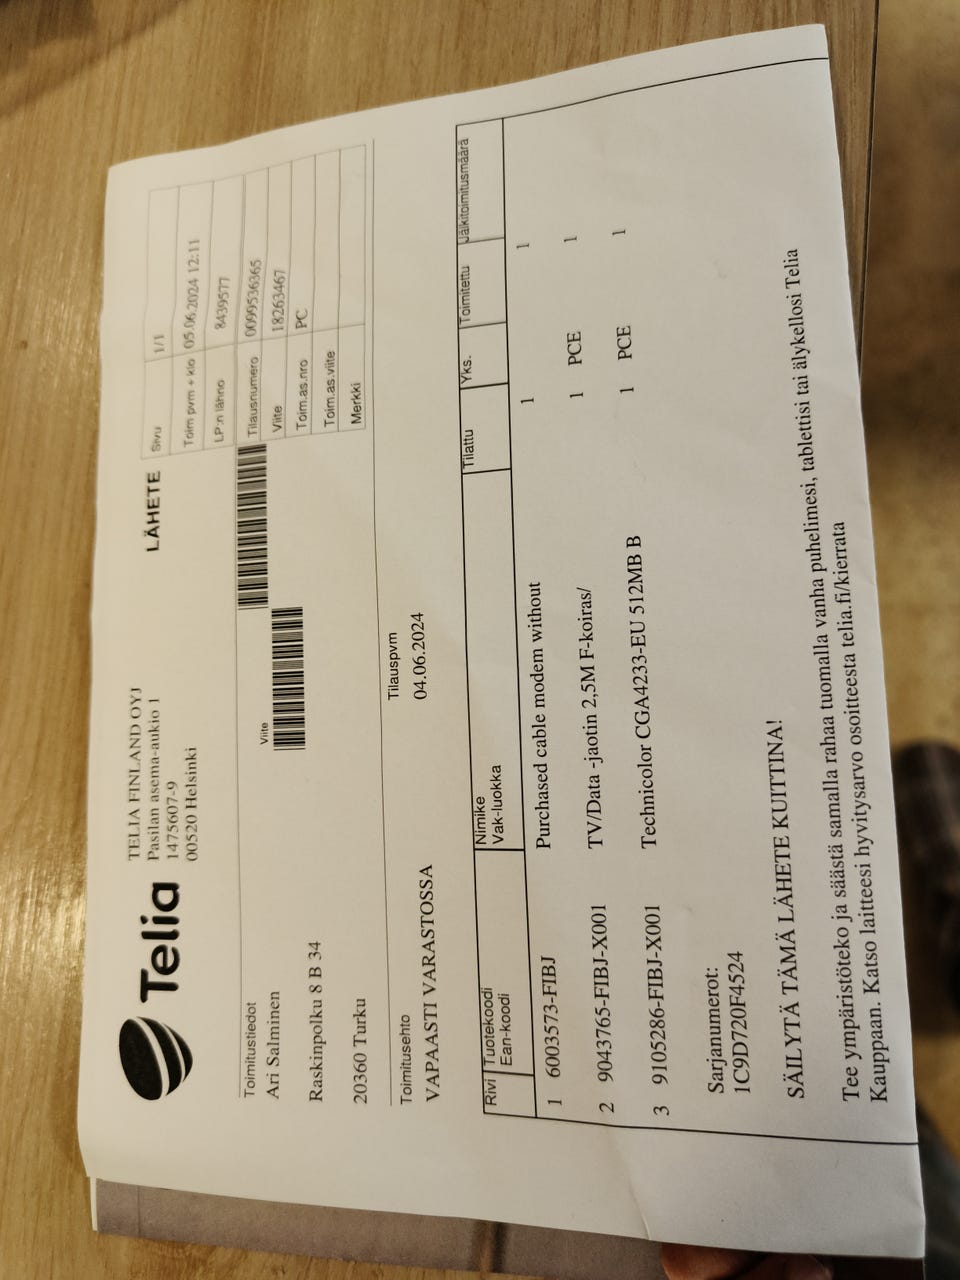 Telia
TELIA FINLAND OYJ
Pasilan asema-aukio 1
1475607-9
00520 Helsinki
LÄHETE
Sivu 1/1
Toim pvm + klo 05.06.2024 12:11
LP:n lähno 8439577
Tilausnumero 0099536365
Viite 18263467
Toim.as.nro PC
Toim.as.viite
Merkki
Toimitustiedot
Viite
Ari Salminen
Raskinpolku 8 B 34
20360 Turku
Toimitusehto Tilauspvm
VAPAASTI VARASTOSSA 04.06.2024
Rivi Tuotekoodi Nimike Tilattu Yks. Toimitettu Jälkitoimitusmäärä
Ean-koodi Vak-luokka
1 6003573-FIBJ Purchased cable modem without 1 1
2 9043765-FIBJ-X001 TV/Data -jaotin 2,5M F-koiras/ 1 PCE 1
3 9105286-FIBJ-X001 Technicolor CGA4233-EU 512MB B 1 PCE 1
Sarjanumerot:
1C9D720F4524
SÄILYTÄ TÄMÄ LÄHETE KUITTINA!
Tee ympäristöteko ja säästä samalla rahaa tuomalla vanha puhelimesi, tablettisi tai älykellosi Telia
Kauppaan. Katso laitteesi hyvitysarvo osoitteesta telia.fi/kierrata